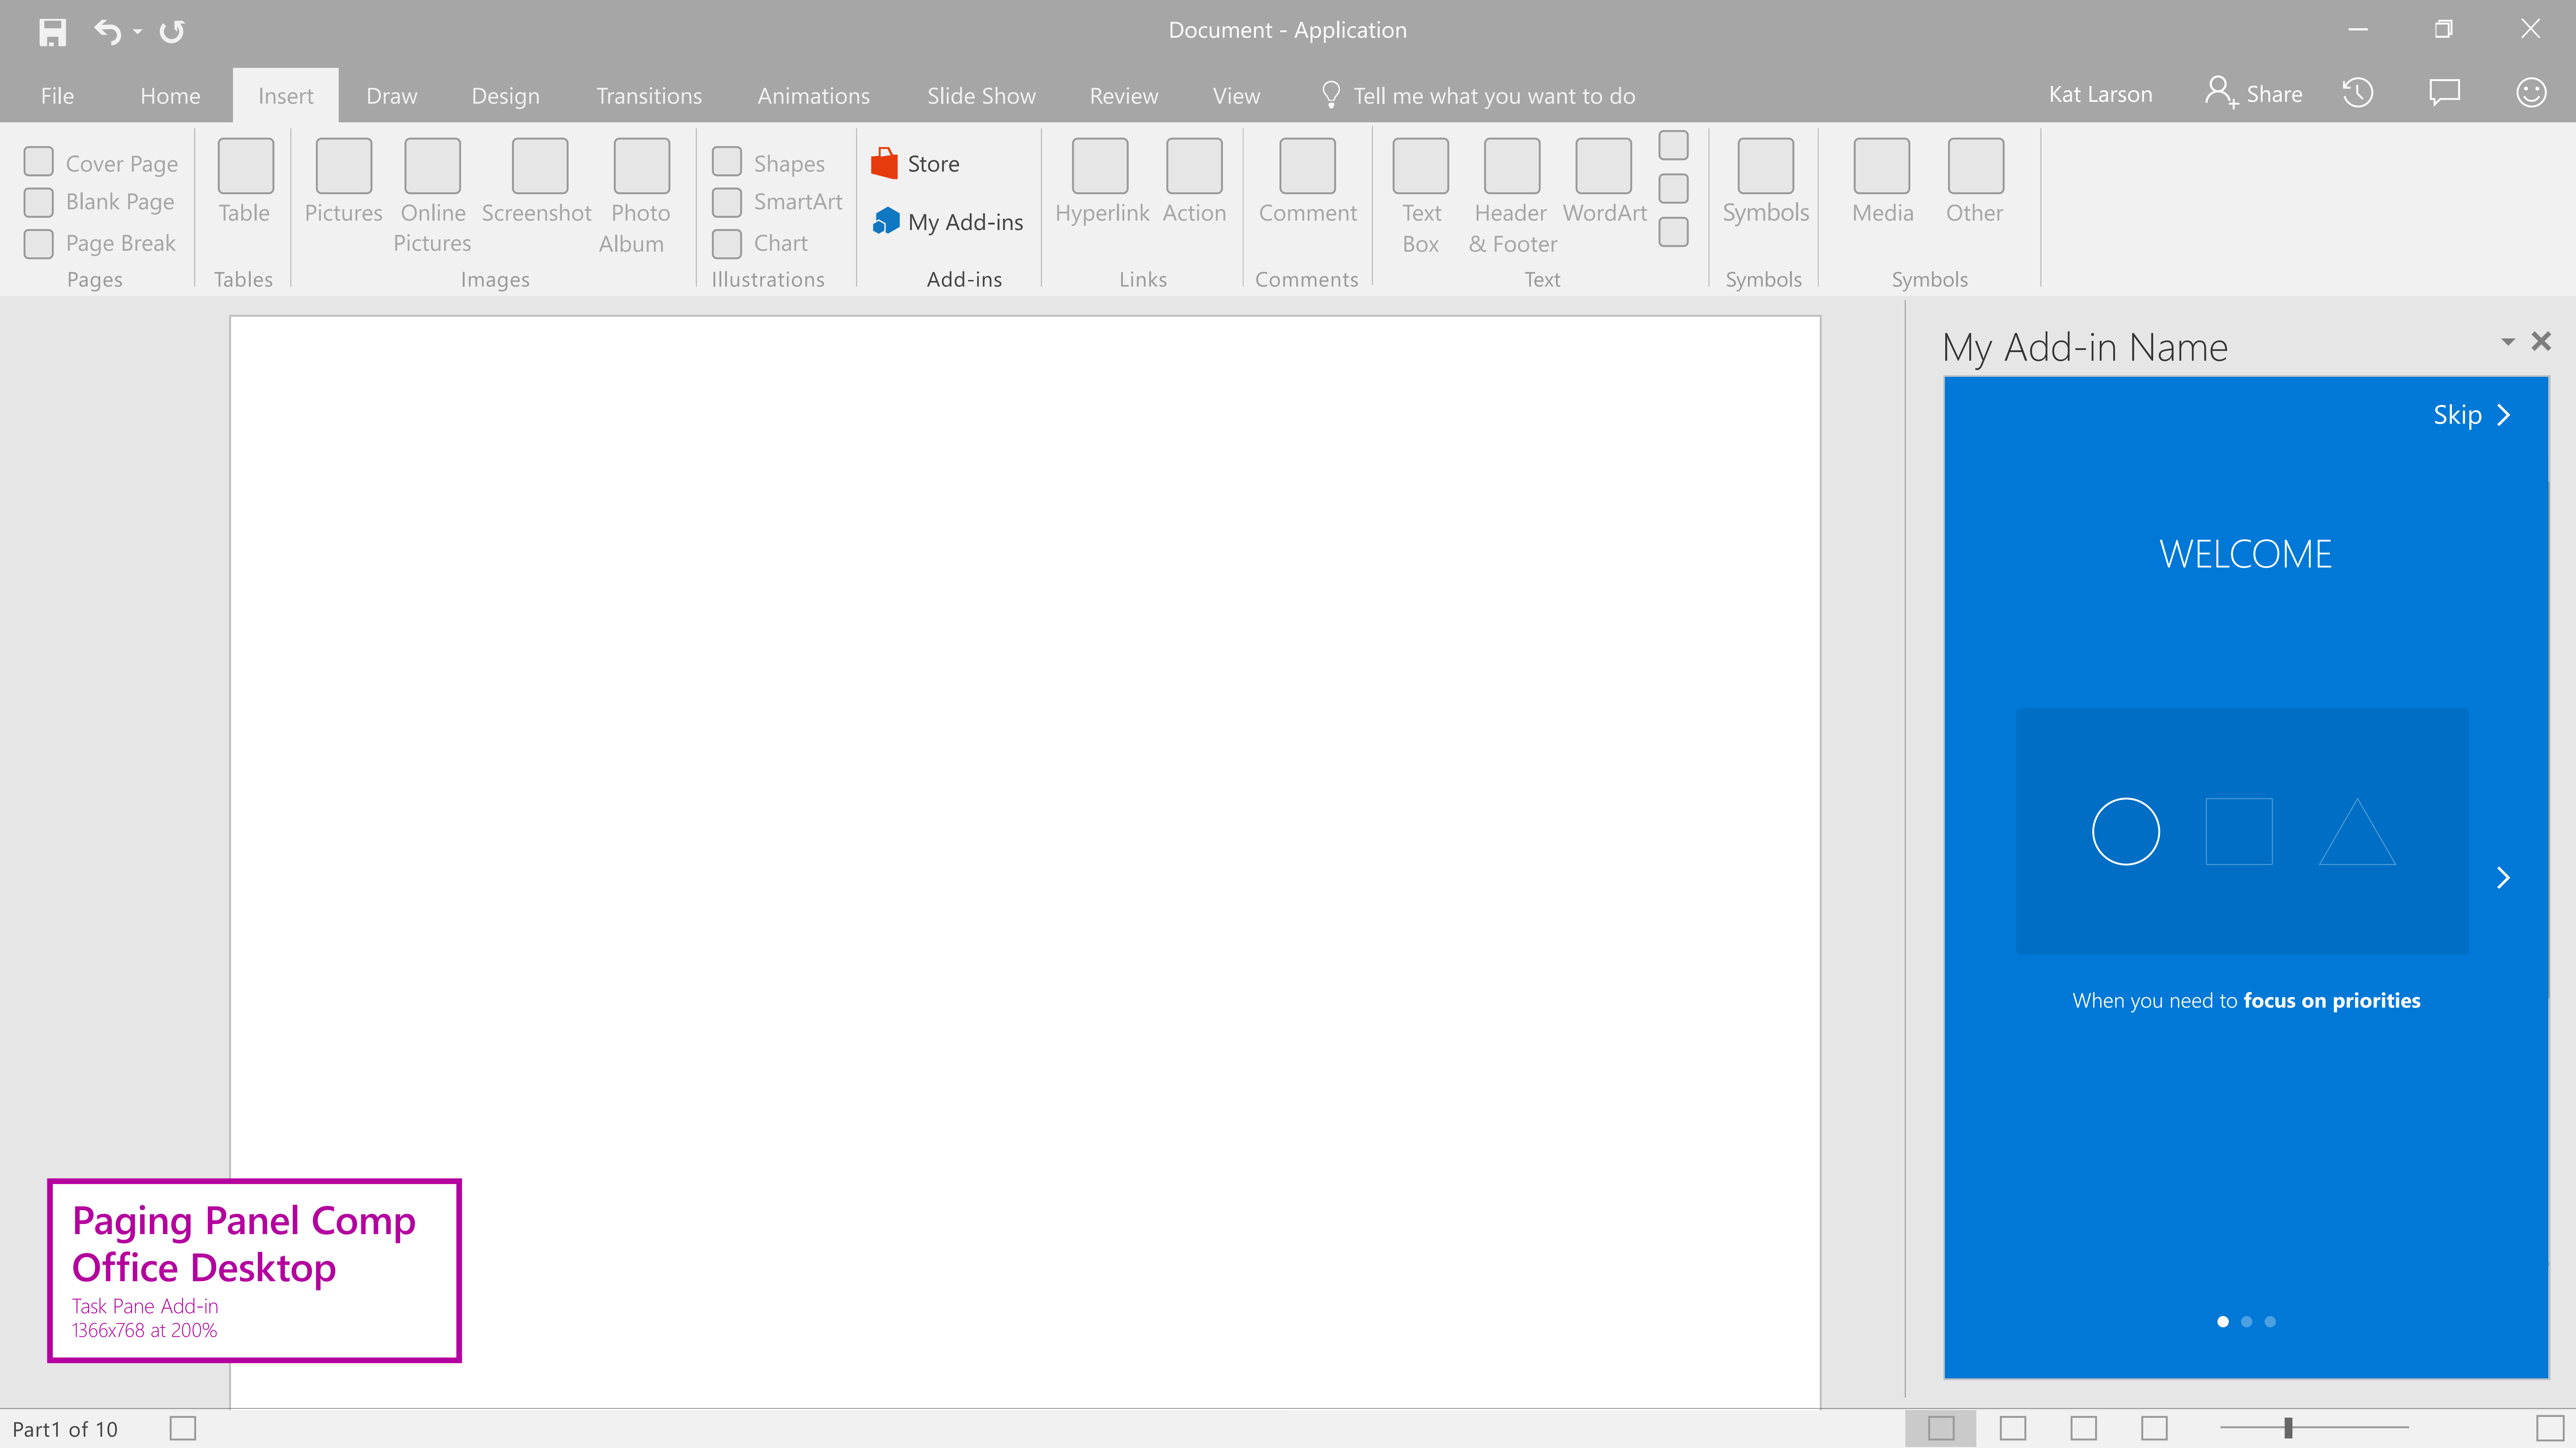 Document - Application
File Home Insert Draw Design Transitions Animations Slide Show Review View Tell me what you want to do Kat Larson Share
Cover Page
Blank Page
Page Break
Pages
Table
Tables
Pictures
Online
Pictures
Screenshot
Photo
Album
Images
Shapes
SmartArt
Chart
Illustrations
Store
My Add-ins
Add-ins
Hyperlink
Action
Links
Comment
Comments
Text
Box
Header
& Footer
WordArt
Text
Symbols
Symbols
Media
Other
Symbols
My Add-in Name
Skip
WELCOME
When you need to focus on priorities
Paging Panel Comp
Office Desktop
Task Pane Add-in
1366x768 at 200%
Part1 of 10